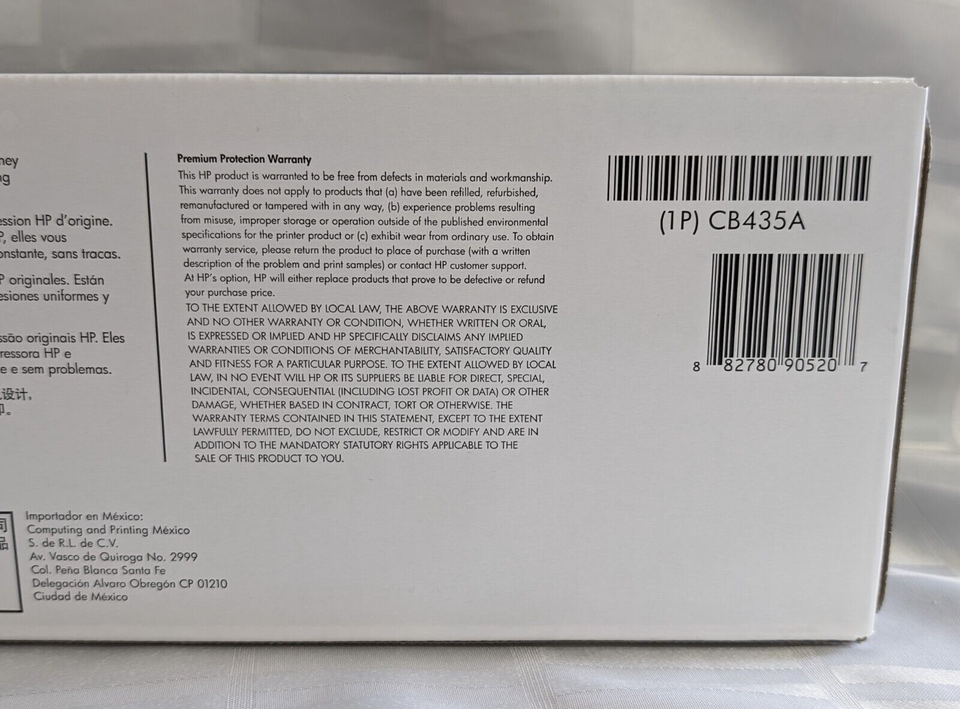 ney
ng
ession HP d'origine.
P, elles vous
onstante, sans tracas.
P originales. Están
esiones uniformes y
ssão originais HP. Eles
ressora HP e
e e sem problemas.
设计,
。
司
品
Importador en México:
Computing and Printing México
S. de R.L. de C.V.
Av. Vasco de Quiroga No. 2999
Col. Peña Blanca Santa Fe
Delegación Alvaro Obregón CP 01210
Ciudad de México
Premium Protection Warranty
This HP product is warranted to be free from defects in materials and workmanship.
This warranty does not apply to products that (a) have been refilled, refurbished,
remanufactured or tampered with in any way, (b) experience problems resulting
from misuse, improper storage or operation outside of the published environmental
specifications for the printer product or (c) exhibit wear from ordinary use. To obtain
warranty service, please return the product to place of purchase (with a written
description of the problem and print samples) or contact HP customer support.
At HP's option, HP will either replace products that prove to be defective or refund
your purchase price.
TO THE EXTENT ALLOWED BY LOCAL LAW, THE ABOVE WARRANTY IS EXCLUSIVE
AND NO OTHER WARRANTY OR CONDITION, WHETHER WRITTEN OR ORAL,
IS EXPRESSED OR IMPLIED AND HP SPECIFICALLY DISCLAIMS ANY IMPLIED
WARRANTIES OR CONDITIONS OF MERCHANTABILITY, SATISFACTORY QUALITY
AND FITNESS FOR A PARTICULAR PURPOSE. TO THE EXTENT ALLOWED BY LOCAL
LAW, IN NO EVENT WILL HP OR ITS SUPPLIERS BE LIABLE FOR DIRECT, SPECIAL,
INCIDENTAL, CONSEQUENTIAL (INCLUDING LOST PROFIT OR DATA) OR OTHER
DAMAGE, WHETHER BASED IN CONTRACT, TORT OR OTHERWISE. THE
WARRANTY TERMS CONTAINED IN THIS STATEMENT, EXCEPT TO THE EXTENT
LAWFULLY PERMITTED, DO NOT EXCLUDE, RESTRICT OR MODIFY AND ARE IN
ADDITION TO THE MANDATORY STATUTORY RIGHTS APPLICABLE TO THE
SALE OF THIS PRODUCT TO YOU.
(1P) CB435A
8 82780 90520 7